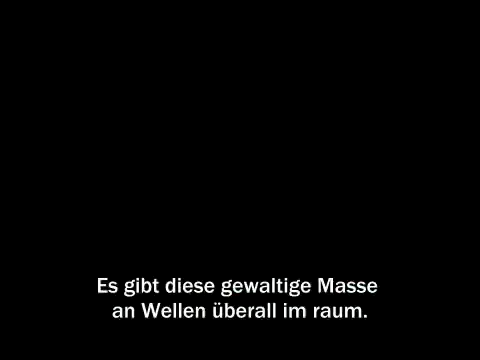 Es gibt diese gewaltige Masse
an Wellen überall im raum.